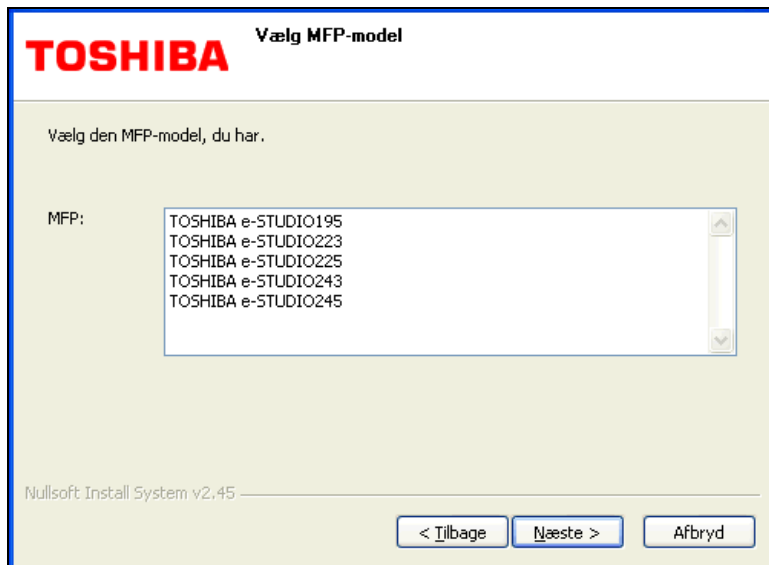 TOSHIBA
Vælg MFP-model
Vælg den MFP-model, du har.
MFP:
TOSHIBA e-STUDIO195
TOSHIBA e-STUDIO223
TOSHIBA e-STUDIO225
TOSHIBA e-STUDIO243
TOSHIBA e-STUDIO245
Nullsoft Install System v2.45
< Tilbage
Næste >
Afbryd